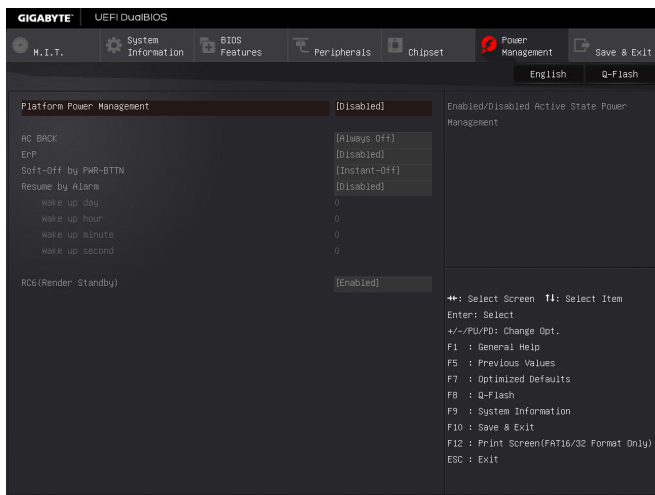 GIGABYTE™ UEFI DualBIOS
M.I.T.
System Information
BIOS Features
Peripherals
Chipset
Power Management
Save & Exit
English
Q-Flash
Platform Power Management [Disabled]
AC BACK [Always Off]
ErP [Disabled]
Soft-Off by PWR-BTTN [Instant-Off]
Resume by Alarm [Disabled]
Wake up day 0
Wake up hour 0
Wake up minute 0
Wake up second 0
RC6(Render Standby) [Enabled]
Enabled/Disabled Active State Power
Management
→←: Select Screen ↑↓: Select Item
Enter: Select
+/-/PU/PD: Change Opt.
F1 : General Help
F5 : Previous Values
F7 : Optimized Defaults
F8 : Q-Flash
F9 : System Information
F10 : Save & Exit
F12 : Print Screen(FAT16/32 Format Only)
ESC : Exit